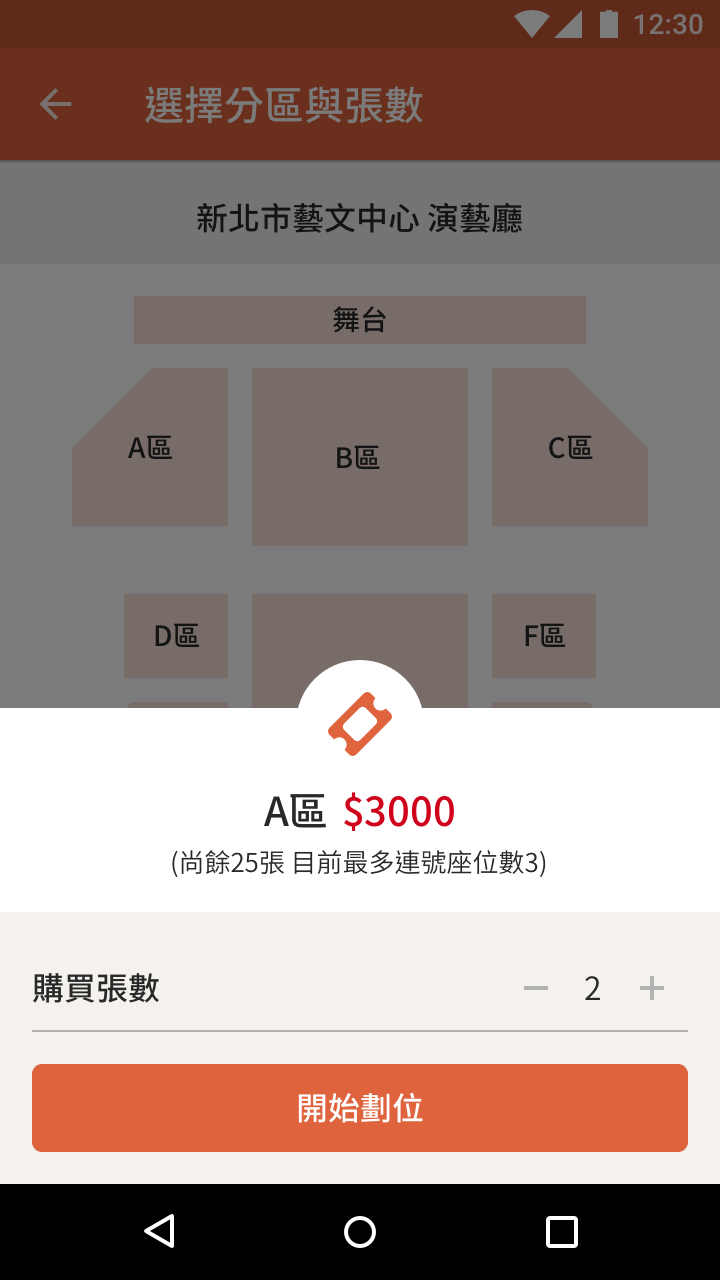 12:30
選擇分區與張數
新北市藝文中心 演藝廳
舞台
A區
B區
C區
D區
F區
A區 $3000
(尚餘25張 目前最多連號座位數3)
購買張數
2
開始劃位